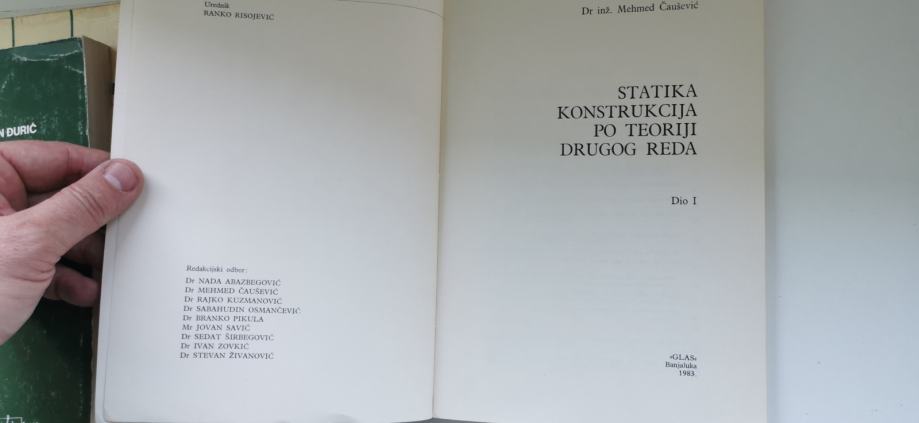 N ĐURIĆ
Urednik
RANKO RISOJEVIĆ
Redakcijski odbor:
Dr NADA ABAZBEGOVIĆ
Dr MEHMED ČAUŠEVIĆ
Dr RAJKO KUZMANOVIĆ
Dr SABAHUDIN OSMANČEVIĆ
Dr BRANKO PIKULA
Mr JOVAN SAVIĆ
Dr SEDAT ŠIRBEGOVIĆ
Dr IVAN ZOVKIĆ
Dr STEVAN ŽIVANOVIĆ
Dr inž. Mehmed Čaušević
STATIKA
KONSTRUKCIJA
PO TEORIJI
DRUGOG REDA
Dio I
»GLAS«
Banjaluka
1983.